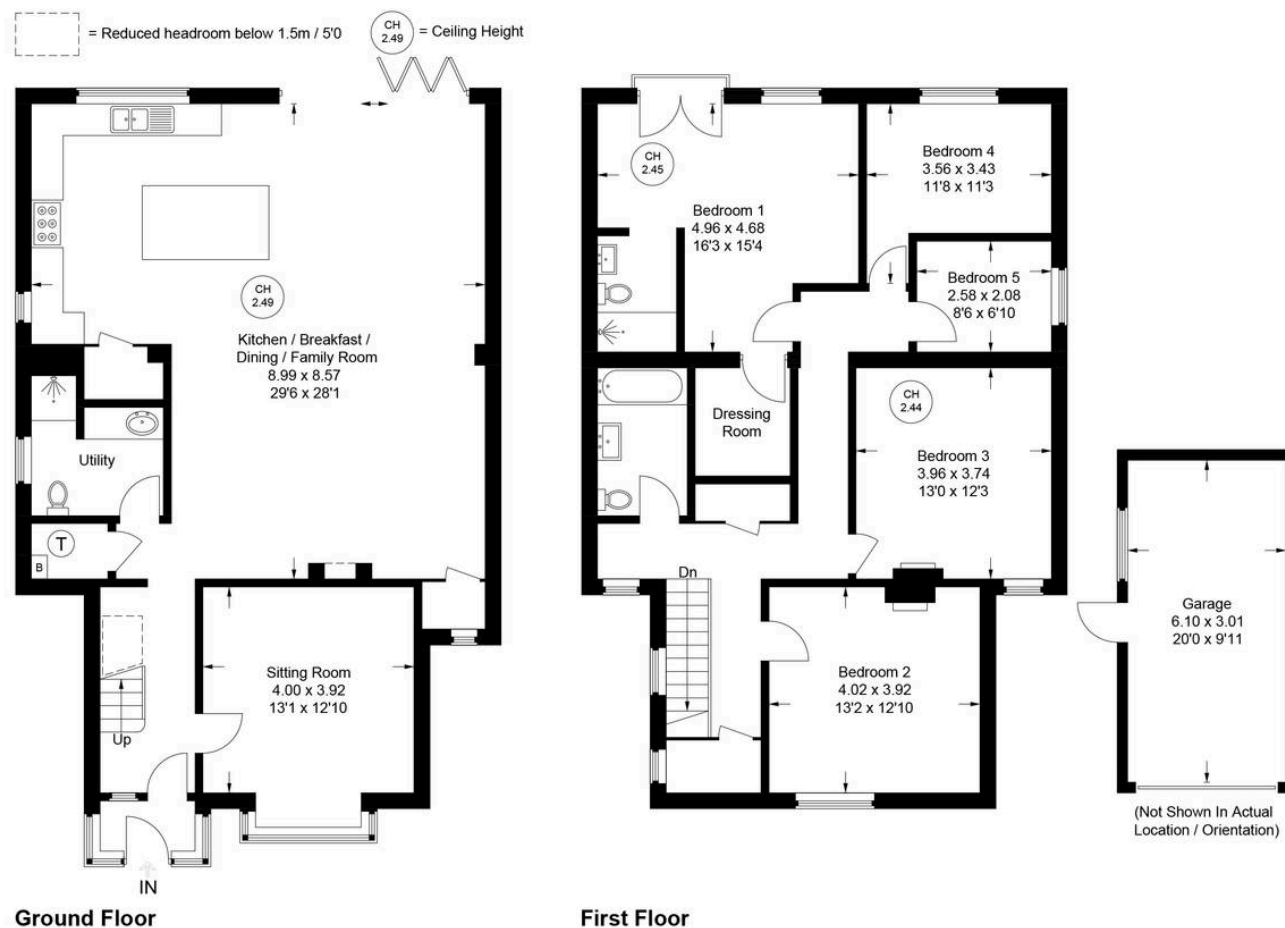 = Reduced headroom below 1.5m / 5'0
CH
2.49
= Ceiling Height
CH
2.49
Kitchen / Breakfast /
Dining / Family Room
8.99 x 8.57
29'6 x 28'1
Utility
T
B
Sitting Room
4.00 x 3.92
13'1 x 12'10
Up
IN
Ground Floor
CH
2.45
Bedroom 1
4.96 x 4.68
16'3 x 15'4
Bedroom 4
3.56 x 3.43
11'8 x 11'3
Bedroom 5
2.58 x 2.08
8'6 x 6'10
Dressing
Room
CH
2.44
Bedroom 3
3.96 x 3.74
13'0 x 12'3
Dn
Bedroom 2
4.02 x 3.92
13'2 x 12'10
First Floor
Garage
6.10 x 3.01
20'0 x 9'11
(Not Shown In Actual
Location / Orientation)